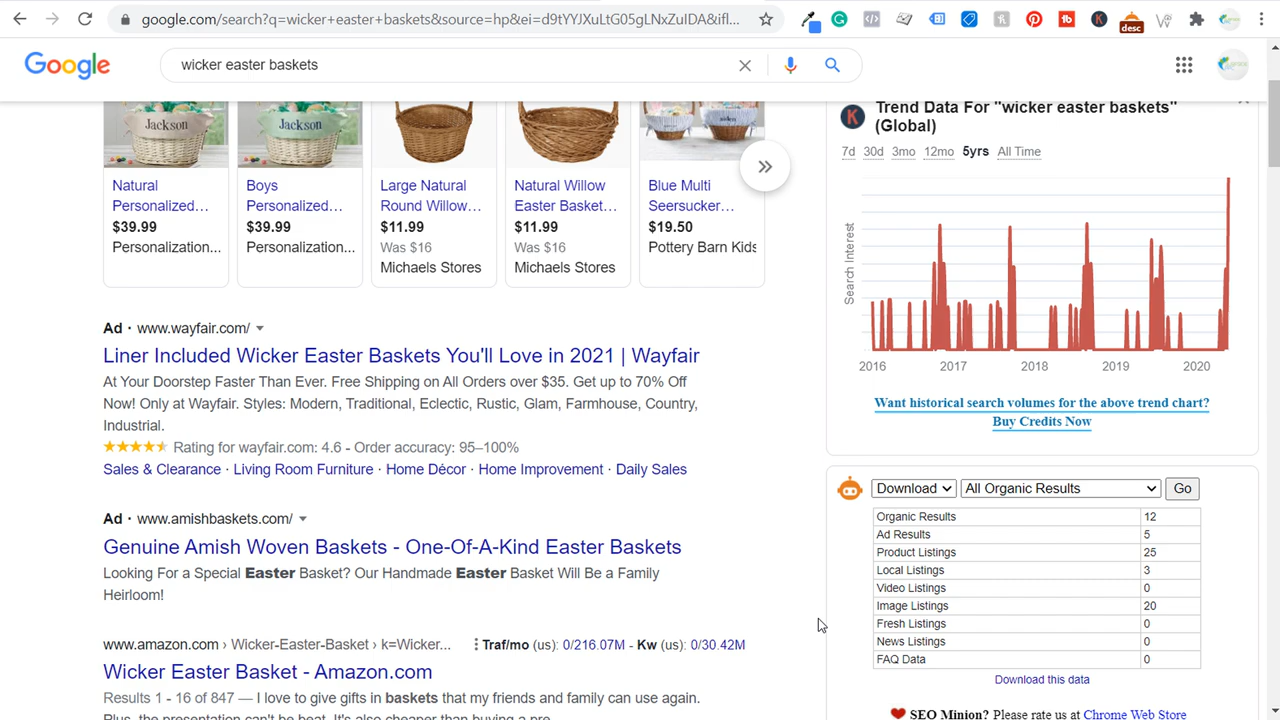 google.com/search?q=wicker+easter+baskets&source=hp&ei=d9tYYJXuLtG05gLNxZuIDA&ifl...
desc
Google
wicker easter baskets
Jackson
Jackson
Natural
Personalized...
$39.99
Personalization...
Boys
Personalized...
$39.99
Personalization...
Large Natural
Round Willow...
$11.99
Was $16
Michaels Stores
Natural Willow
Easter Basket...
$11.99
Was $16
Michaels Stores
Blue Multi
Seersucker...
$19.50
Pottery Barn Kids
Ad · www.wayfair.com/
Liner Included Wicker Easter Baskets You'll Love in 2021 | Wayfair
At Your Doorstep Faster Than Ever. Free Shipping on All Orders over $35. Get up to 70% Off
Now! Only at Wayfair. Styles: Modern, Traditional, Eclectic, Rustic, Glam, Farmhouse, Country,
Industrial.
Rating for wayfair.com: 4.6 - Order accuracy: 95–100%
Sales & Clearance · Living Room Furniture · Home Décor · Home Improvement · Daily Sales
Ad · www.amishbaskets.com/
Genuine Amish Woven Baskets - One-Of-A-Kind Easter Baskets
Looking For a Special Easter Basket? Our Handmade Easter Basket Will Be a Family
Heirloom!
www.amazon.com › Wicker-Easter-Basket › k=Wicker...
Traf/mo (us): 0/216.07M - Kw (us): 0/30.42M
Wicker Easter Basket - Amazon.com
Results 1 - 16 of 847 — I love to give gifts in baskets that my friends and family can use again.
Plus, the presentation can't be beat. It's also cheaper than buying a pre
K
Trend Data For "wicker easter baskets"
(Global)
7d 30d 3mo 12mo 5yrs All Time
Search Interest
2016 2017 2018 2019 2020
Want historical search volumes for the above trend chart?
Buy Credits Now
Download All Organic Results Go
Organic Results 12
Ad Results 5
Product Listings 25
Local Listings 3
Video Listings 0
Image Listings 20
Fresh Listings 0
News Listings 0
FAQ Data 0
Download this data
SEO Minion? Please rate us at Chrome Web Store